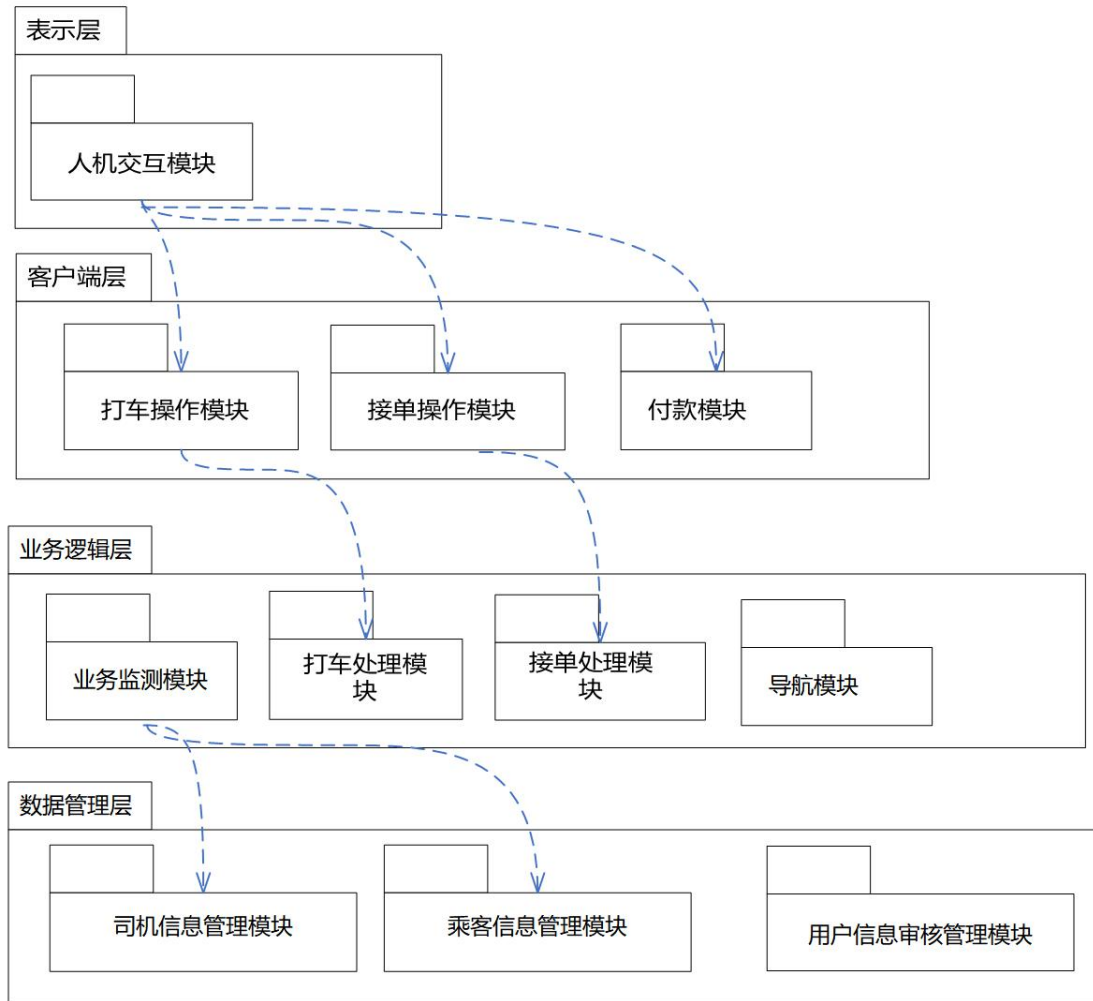 表示层
人机交互模块
客户端层
打车操作模块
接单操作模块
付款模块
业务逻辑层
业务监测模块
打车处理模
块
接单处理模
块
导航模块
数据管理层
司机信息管理模块
乘客信息管理模块
用户信息审核管理模块